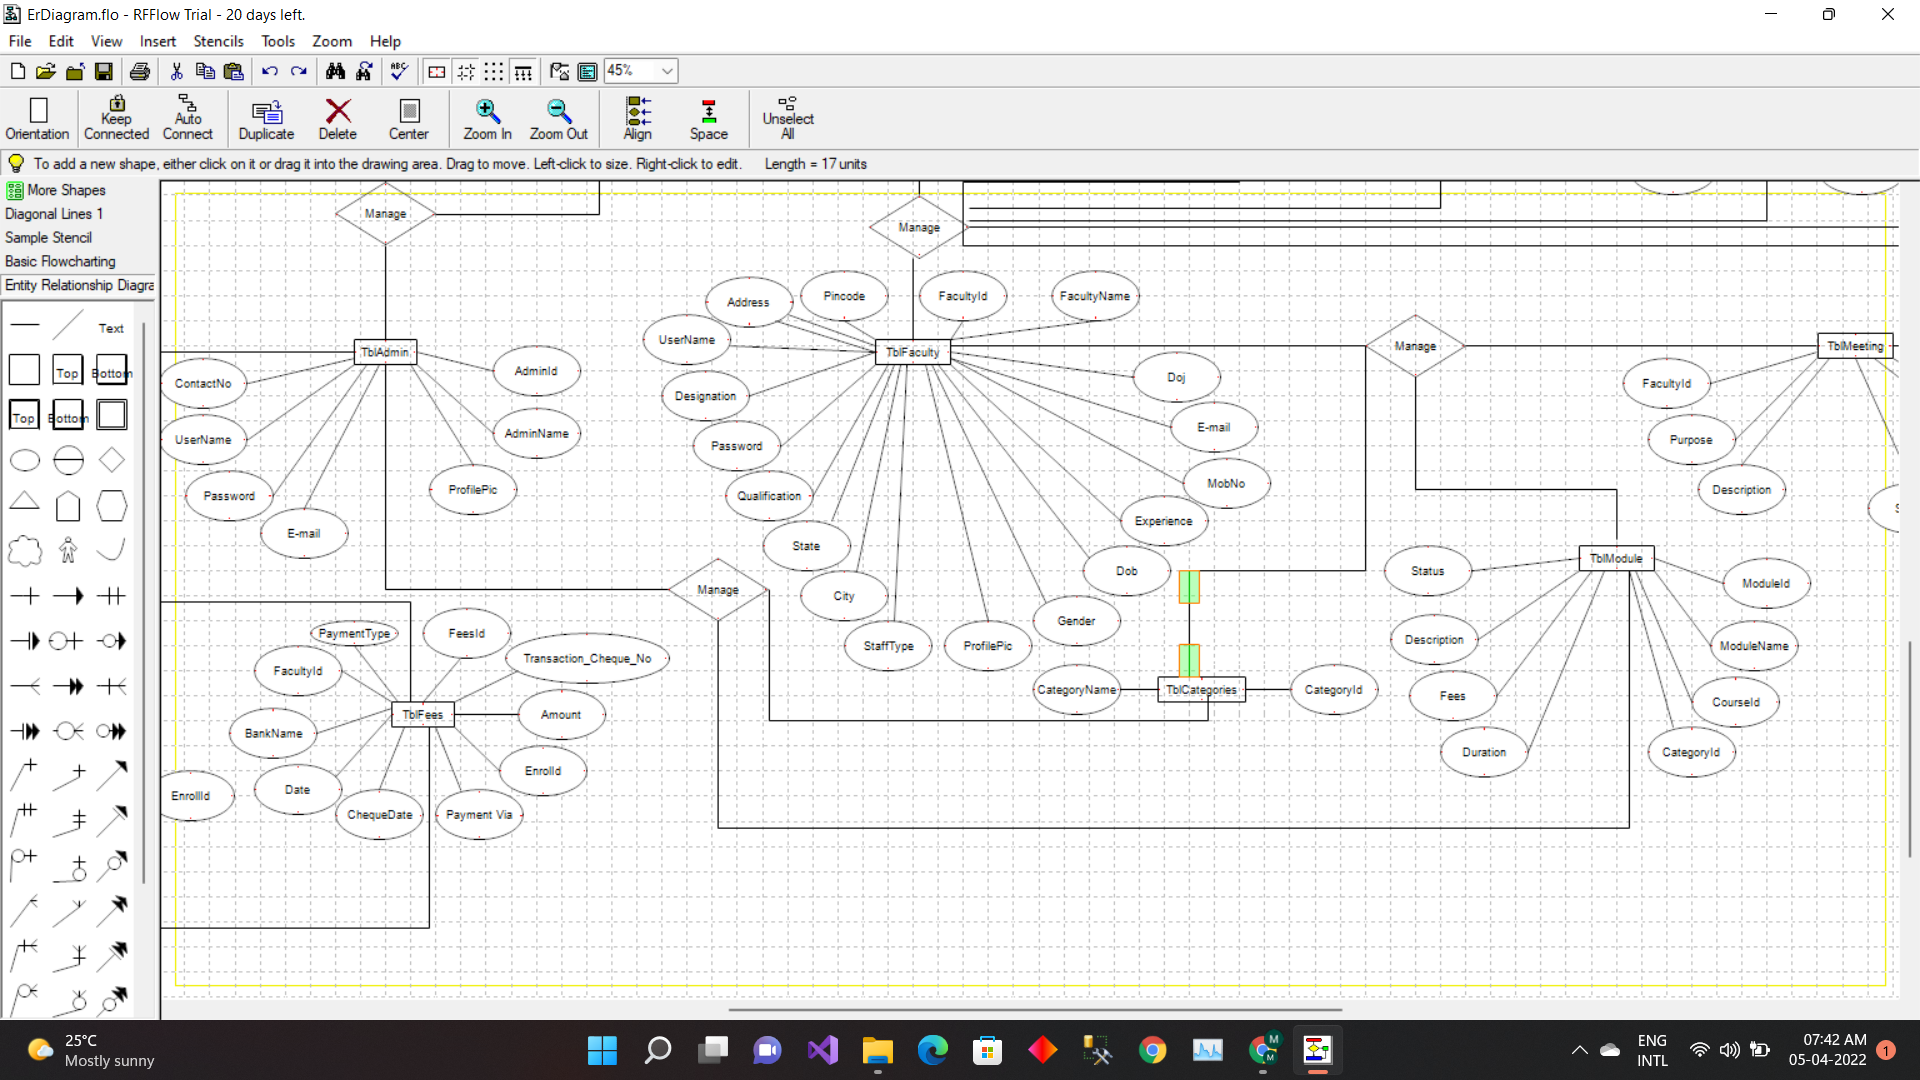 ErDiagram.flo - RFFlow Trial - 20 days left.
File Edit View Insert Stencils Tools Zoom Help
ABC
45%
Orientation
Keep Connected
Auto Connect
Duplicate
Delete
Center
Zoom In
Zoom Out
Align
Space
Unselect All
To add a new shape, either click on it or drag it into the drawing area. Drag to move. Left-click to size. Right-click to edit. Length = 17 units
More Shapes
Diagonal Lines 1
Sample Stencil
Basic Flowcharting
Entity Relationship Diagra
Text
Top
Bottom
Top
Bottom
Manage
Manage
Address
Pincode
FacultyId
FacultyName
UserName
TblAdmin
TblFaculty
Manage
TblMeeting
ContactNo
AdminId
Designation
Doj
FacultyId
UserName
AdminName
Password
E-mail
Purpose
Password
ProfilePic
Qualification
MobNo
Description
E-mail
State
Experience
S
Manage
City
Dob
Status
TblModule
ModuleId
PaymentType
FeesId
StaffType
ProfilePic
Gender
Description
ModuleName
FacultyId
Transaction_Cheque_No
CategoryName
TblCategories
CategoryId
Fees
CourseId
BankName
TblFees
Amount
Duration
CategoryId
EnrollId
Date
EnrolId
ChequeDate
Payment Via
25°C
Mostly sunny
M
M
ENG
INTL
07:42 AM
05-04-2022
1